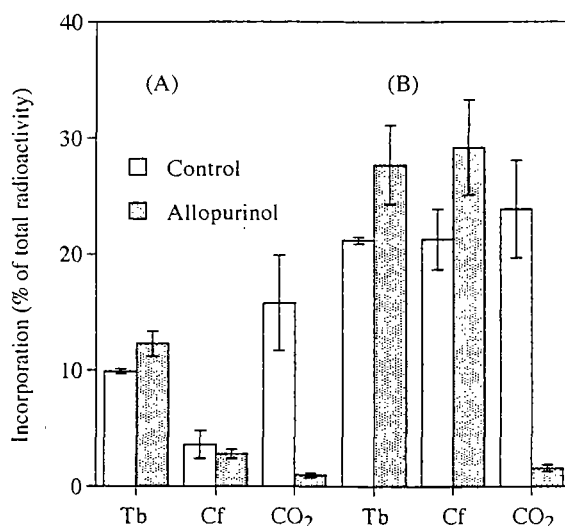 Incorporation (% of total radioactivity)
40
30
20
10
0
(A)
(B)
Control
Allopurinol
Tb
Cf
CO₂
Tb
Cf
CO₂